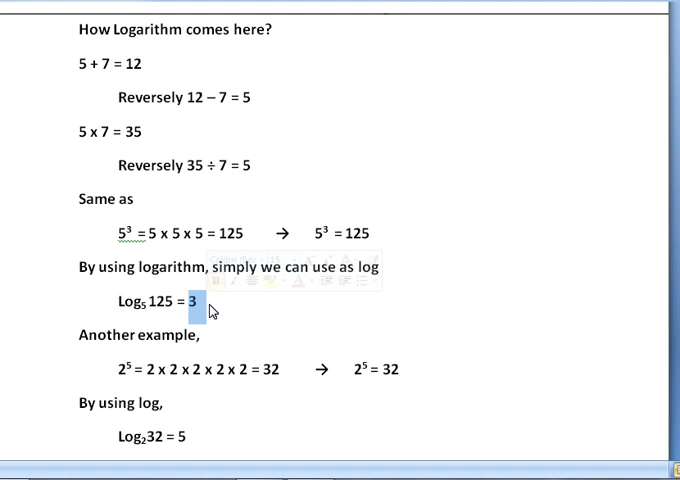 How Logarithm comes here?
5 + 7 = 12
Reversely 12 – 7 = 5
5 x 7 = 35
Reversely 35 ÷ 7 = 5
Same as
5³ = 5 x 5 x 5 = 125 → 5³ = 125
By using logarithm, simply we can use as log
Log₅ 125 = 3
Another example,
2⁵ = 2 x 2 x 2 x 2 x 2 = 32 → 2⁵ = 32
By using log,
Log₂32 = 5